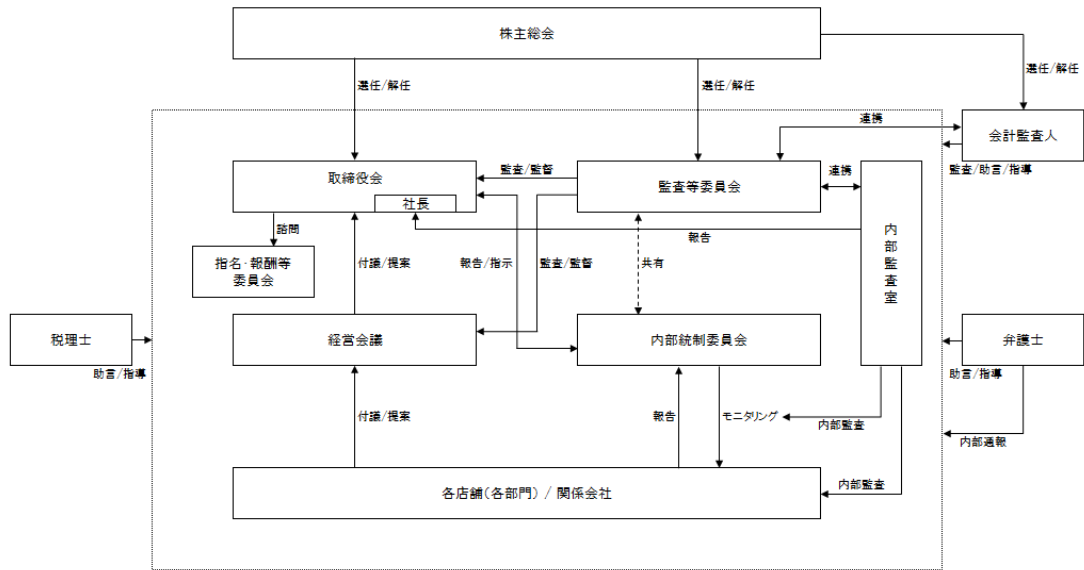 株主総会
選任/解任
選任/解任
選任/解任
連携
会計監査人
監査/助言/指導
取締役会
社長
監査/監督
監査等委員会
連携
内部監査室
諮問
報告
指名・報酬等
委員会
付議/提案
報告/指示
監査/監督
共有
税理士
助言/指導
経営会議
内部統制委員会
弁護士
助言/指導
付議/提案
報告
モニタリング
内部監査
内部通報
各店舗(各部門) / 関係会社
内部監査